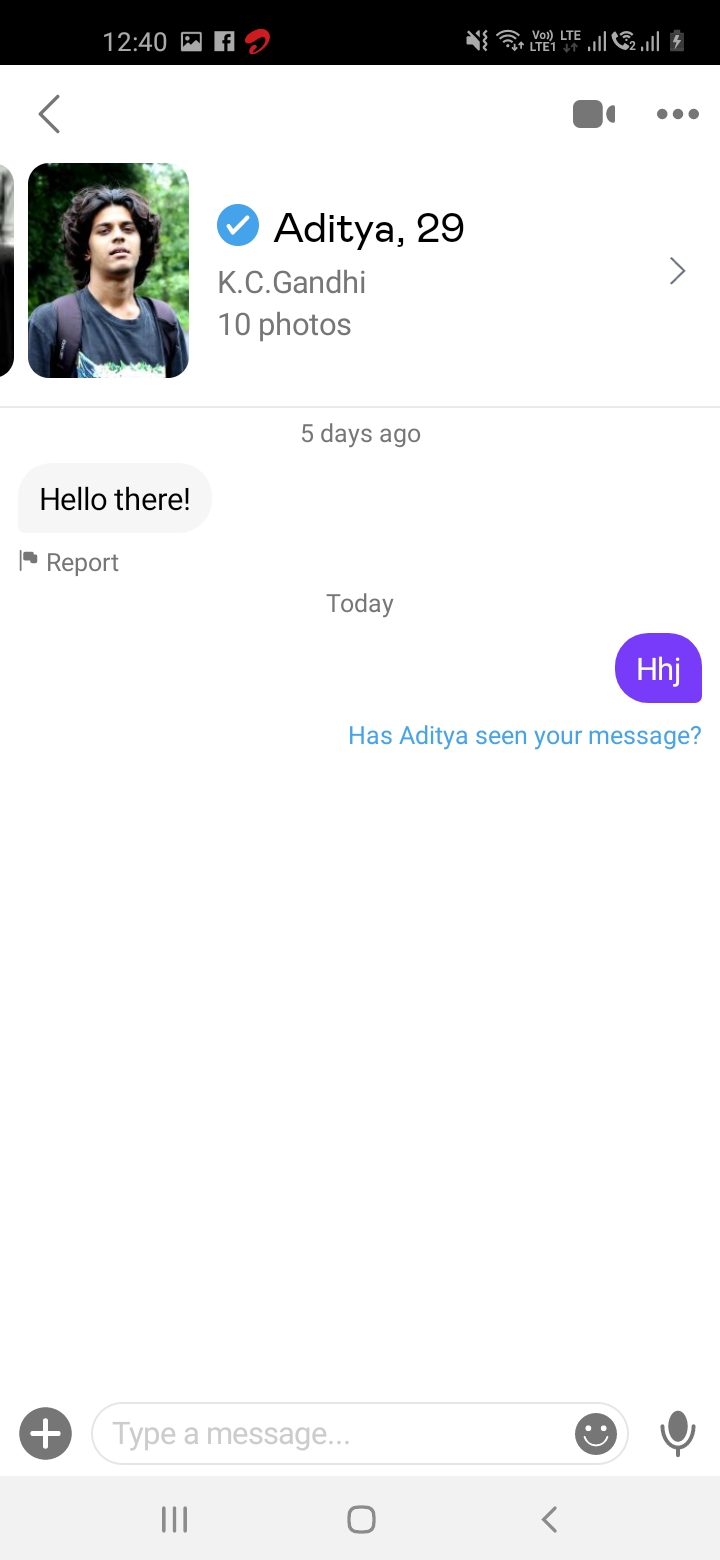 12:40
Vo)) LTE
LTE1
2
Aditya, 29
K.C.Gandhi
10 photos
5 days ago
Hello there!
Report
Today
Hhj
Has Aditya seen your message?
Type a message...